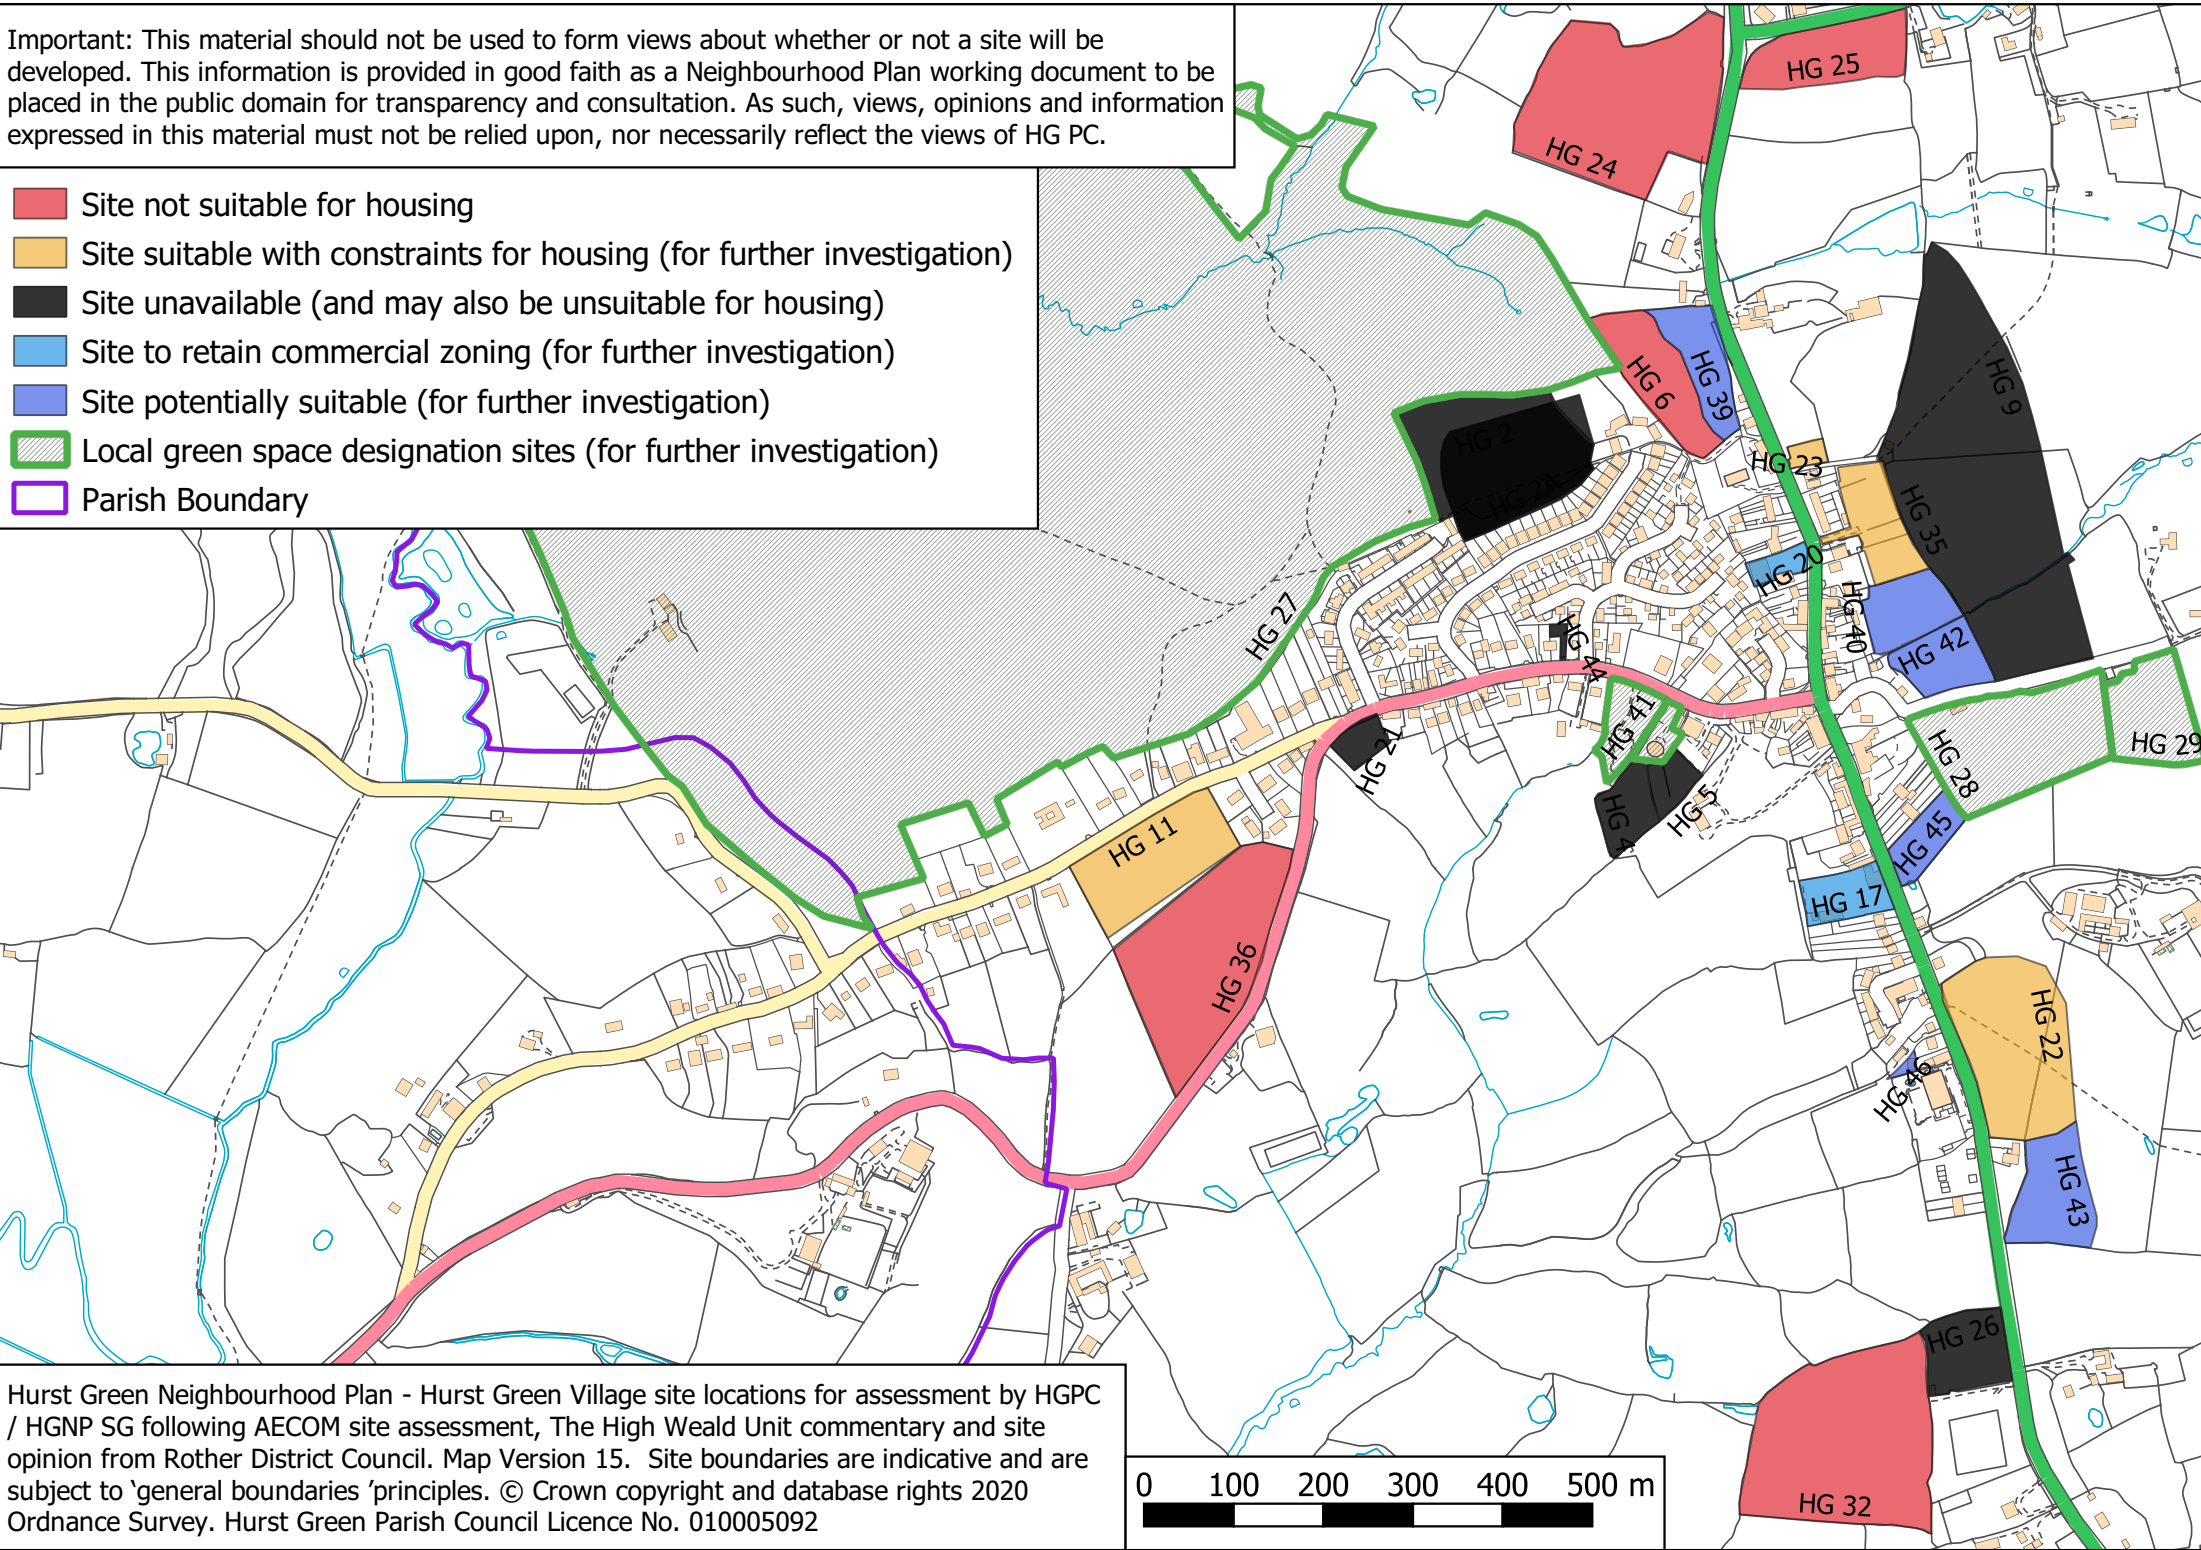 Important: This material should not be used to form views about whether or not a site will be
developed. This information is provided in good faith as a Neighbourhood Plan working document to be
placed in the public domain for transparency and consultation. As such, views, opinions and information
expressed in this material must not be relied upon, nor necessarily reflect the views of HG PC.
Site not suitable for housing
Site suitable with constraints for housing (for further investigation)
Site unavailable (and may also be unsuitable for housing)
Site to retain commercial zoning (for further investigation)
Site potentially suitable (for further investigation)
Local green space designation sites (for further investigation)
Parish Boundary
HG 25
HG 24
HG 6
HG 39
HG 9
HG 2
HG 2A
HG 23
HG 35
HG 20
HG 40
HG 42
HG 27
HG 44
HG 41
HG 21
HG 28
HG 29
HG 4
HG 5
HG 45
HG 11
HG 17
HG 36
HG 22
HG 46
HG 43
HG 26
HG 32
Hurst Green Neighbourhood Plan - Hurst Green Village site locations for assessment by HGPC
/ HGNP SG following AECOM site assessment, The High Weald Unit commentary and site
opinion from Rother District Council. Map Version 15. Site boundaries are indicative and are
subject to ‘general boundaries ’principles. © Crown copyright and database rights 2020
Ordnance Survey. Hurst Green Parish Council Licence No. 010005092
0 100 200 300 400 500 m